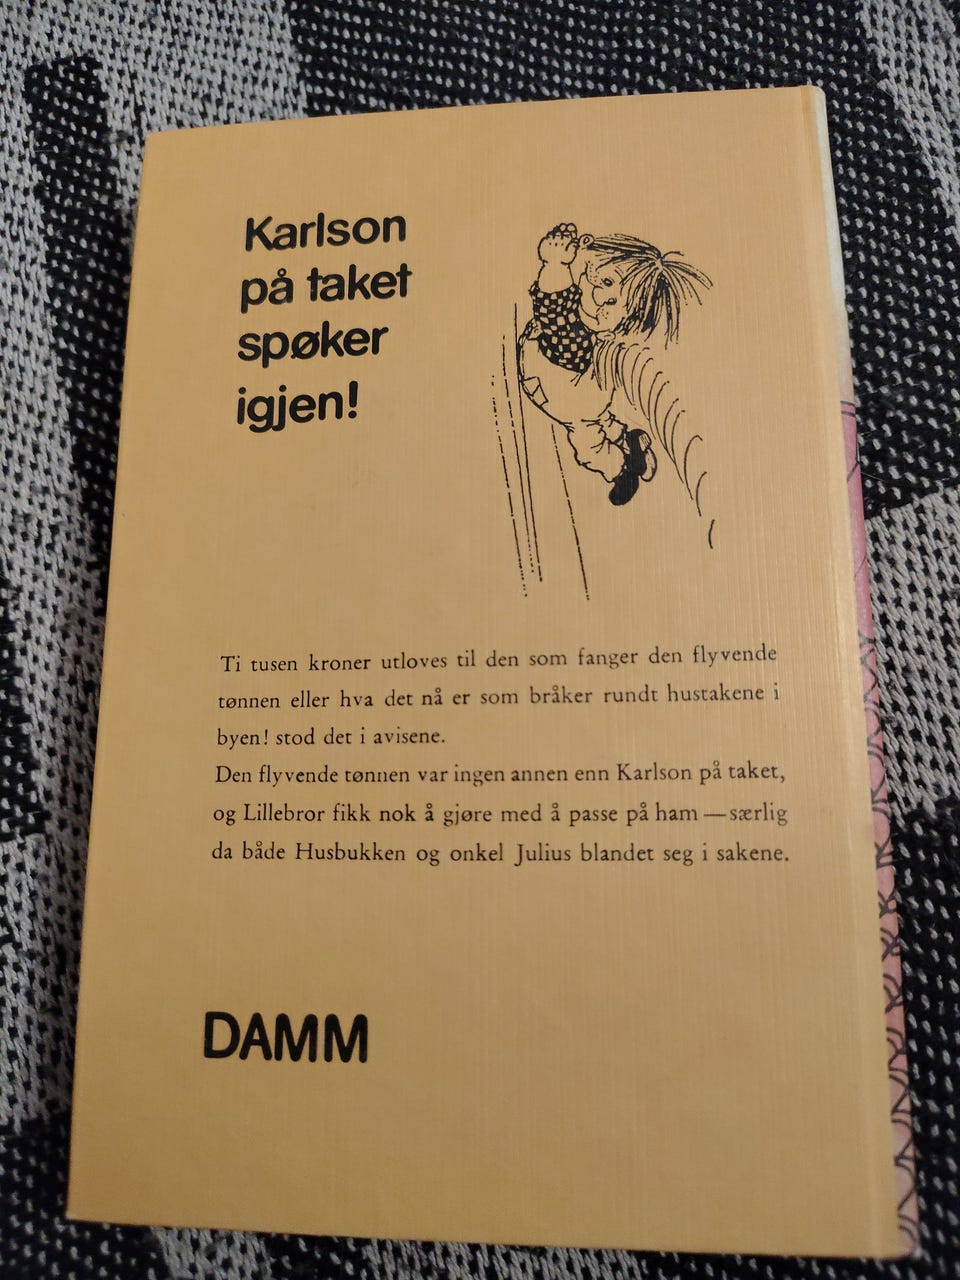 Karlson
på taket
spøker
igjen!
Ti tusen kroner utloves til den som fanger den flyvende
tønnen eller hva det nå er som bråker rundt hustakene i
byen! stod det i avisene.
Den flyvende tønnen var ingen annen enn Karlson på taket,
og Lillebror fikk nok å gjøre med å passe på ham — særlig
da både Husbukken og onkel Julius blandet seg i sakene.
DAMM